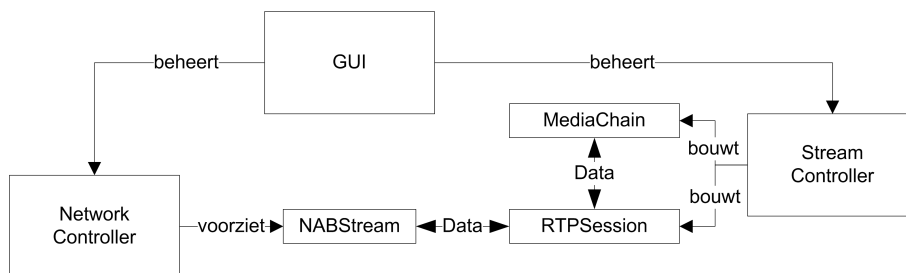 beheert
GUI
beheert
MediaChain
bouwt
Stream
Controller
Data
bouwt
Network
Controller
voorziet
NABStream
Data
RTPSession